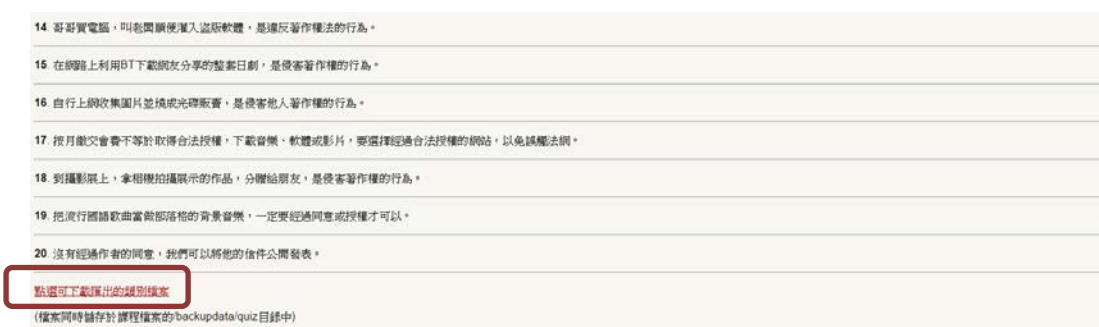 14. 哥哥買電腦，叫老闆順便灌入盜版軟體，是違反著作權法的行為。
15. 在網路上利用BT下載網友分享的整套日劇，是侵害著作權的行為。
16. 自行上網收集圖片並燒成光碟販賣，是侵害他人著作權的行為。
17. 按月繳交會費不等於取得合法授權，下載音樂、軟體或影片，要選擇經過合法授權的網站，以免誤觸法網。
18. 到攝影展上，拿相機拍攝展示的作品，分贈給朋友，是侵害著作權的行為。
19. 把流行國語歌曲當做部落格的背景音樂，一定要經過同意或授權才可以。
20. 沒有經過作者的同意，我們可以將他的信件公開發表。
點選可下載匯出的類別檔案
(檔案同時儲存於課程檔案的/backupdata/quiz目錄中)